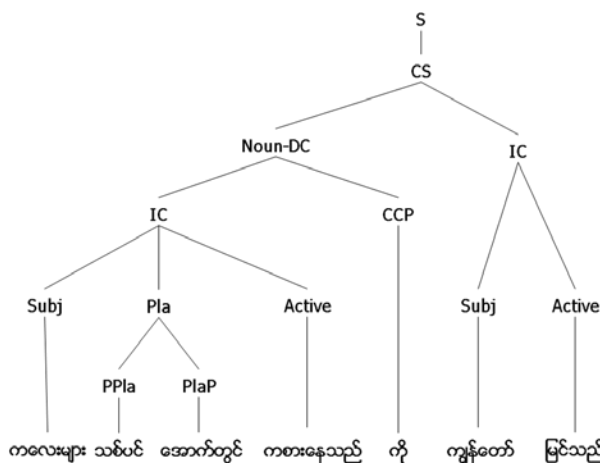 S
CS
Noun-DC IC
IC CCP
Subj Pla Active Subj Active
PPla PlaP
ကလေးများ သစ်ပင် အောက်တွင် ကစားနေသည် ကို ကျွန်တော် မြင်သည်